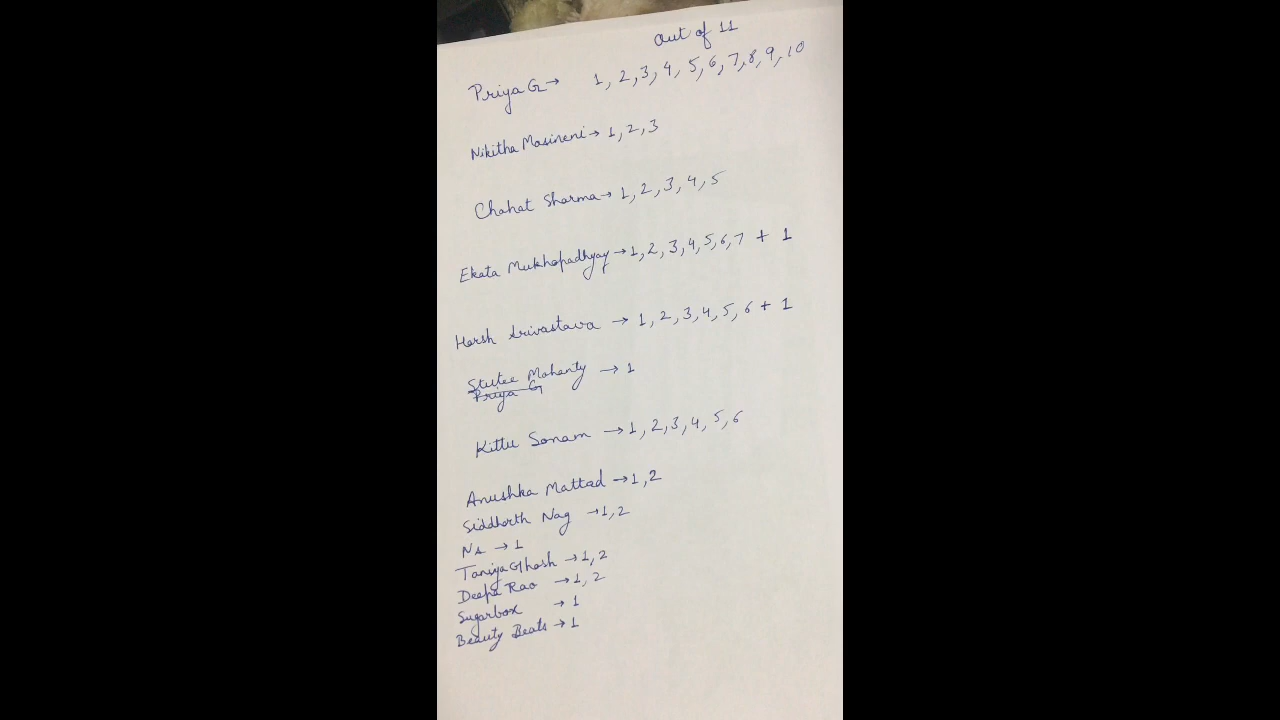 out of 11
Priya G → 1, 2, 3, 4, 5, 6, 7, 8, 9, 10
Nikitha Masineni → 1, 2, 3
Chahat Sharma → 1, 2, 3, 4, 5
Ekata Mukhopadhyay → 1, 2, 3, 4, 5, 6, 7 + 1
Harsh Srivastava → 1, 2, 3, 4, 5, 6 + 1
Stutee Mohanty → 1
Priya G
Kittu Sonam → 1, 2, 3, 4, 5, 6
Anushka Mattad → 1, 2
Siddharth Nag → 1, 2
→ 1
Taniya Ghosh → 1, 2
Deepa Rao → 1, 2
Sugarbox → 1
Beauty Beats → 1